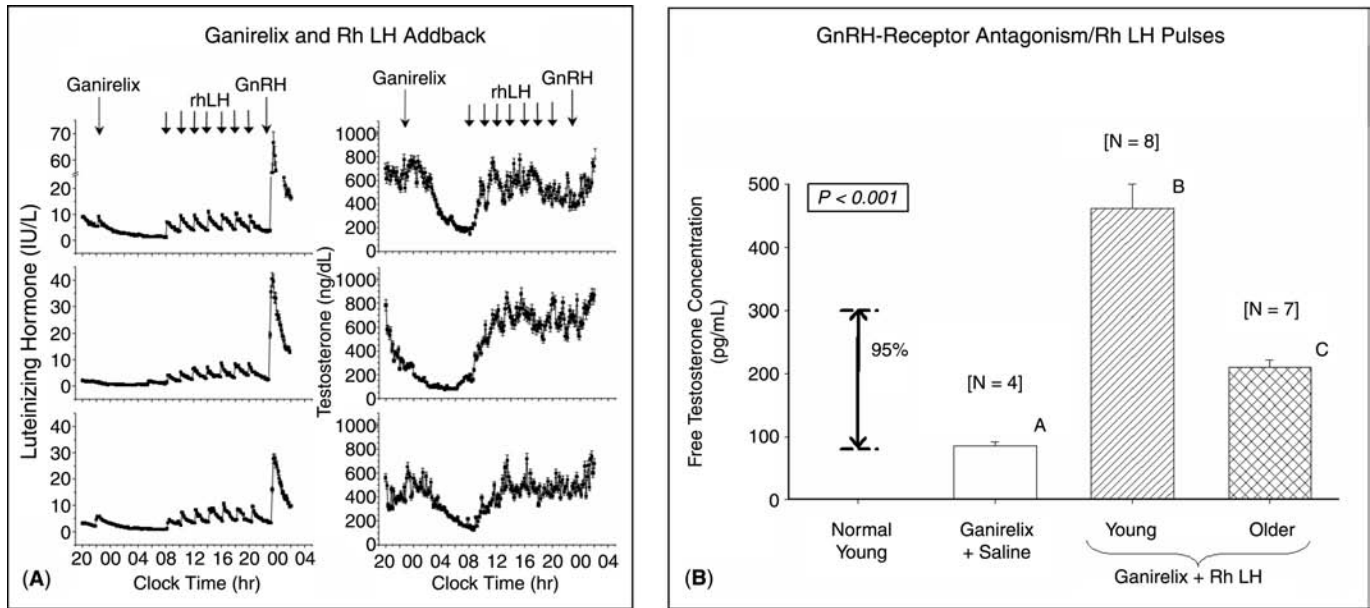 Ganirelix and Rh LH Addback
Ganirelix
rhLH
GnRH
Ganirelix
rhLH
GnRH
Luteinizing Hormone (IU/L)
70
60
20
10
0
40
30
20
10
0
40
30
20
10
0
20 00 04 08 12 16 20 00 04
Clock Time (hr)
Testosterone (ng/dL)
1000
800
600
400
200
0
1000
800
600
400
200
0
1000
800
600
400
200
0
20 00 04 08 12 16 20 00 04
Clock Time (hr)
(A)
GnRH-Receptor Antagonism/Rh LH Pulses
Free Testosterone Concentration
(pg/mL)
500
400
300
200
100
0
P < 0.001
95%
[N = 4]
A
[N = 8]
B
[N = 7]
C
Normal
Young
Ganirelix
+ Saline
Young
Older
Ganirelix + Rh LH
(B)